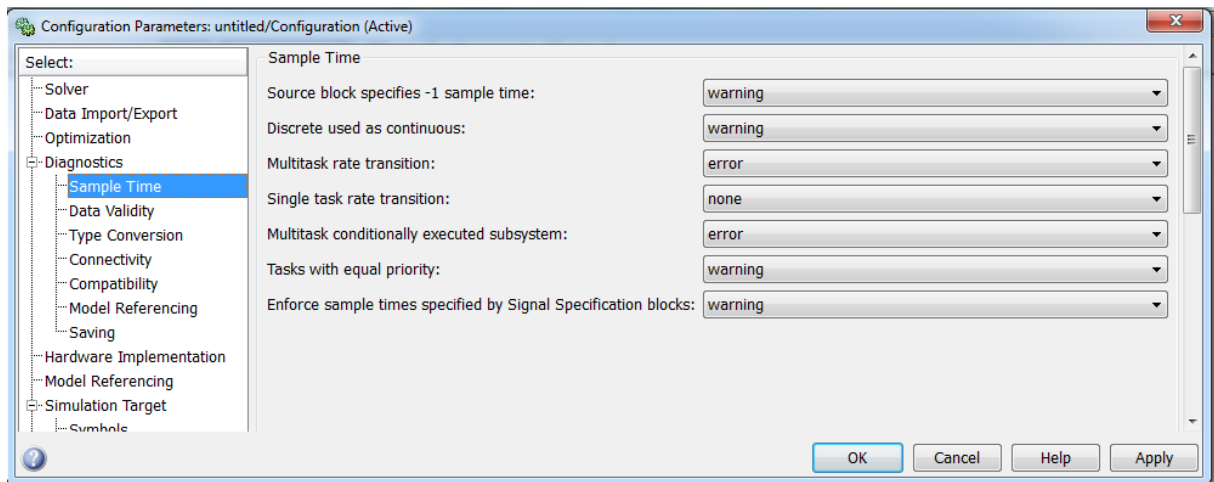 Configuration Parameters: untitled/Configuration (Active)
Select:
Solver
Data Import/Export
Optimization
Diagnostics
Sample Time
Data Validity
Type Conversion
Connectivity
Compatibility
Model Referencing
Saving
Hardware Implementation
Model Referencing
Simulation Target
Symbols
Sample Time
Source block specifies -1 sample time: warning
Discrete used as continuous: warning
Multitask rate transition: error
Single task rate transition: none
Multitask conditionally executed subsystem: error
Tasks with equal priority: warning
Enforce sample times specified by Signal Specification blocks: warning
OK Cancel Help Apply